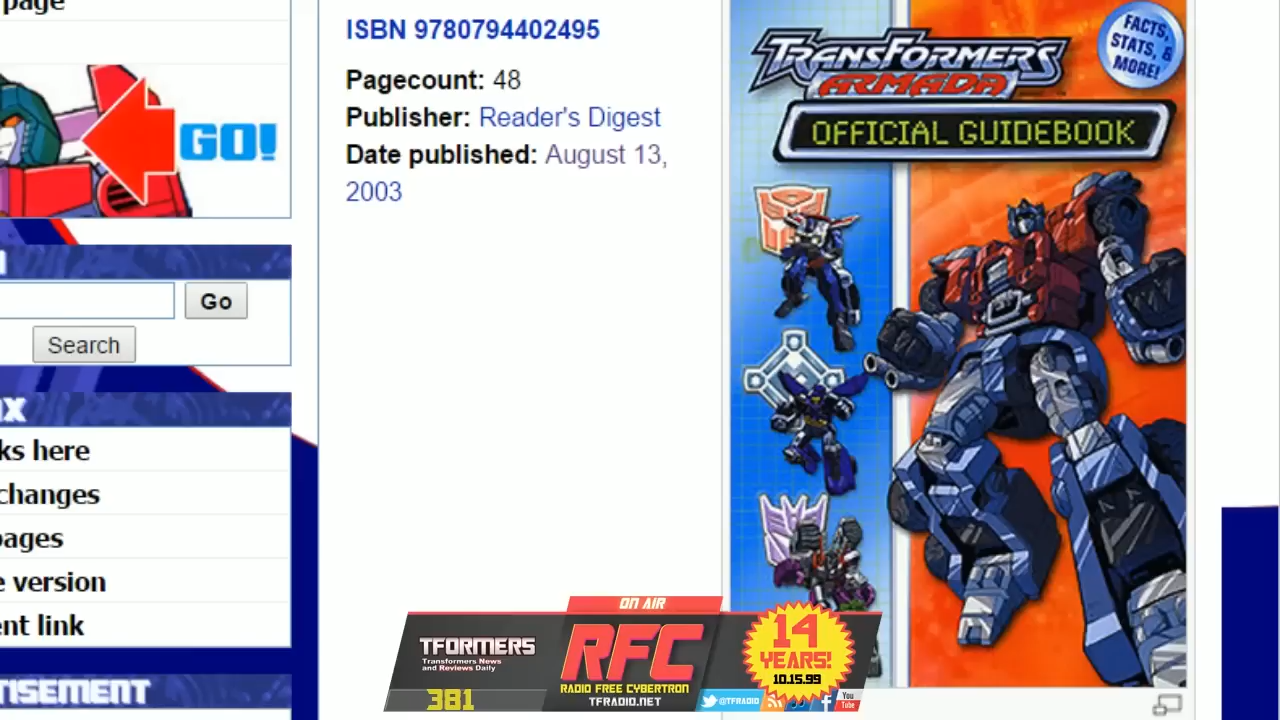 page
GO!
Go
Search
x
ks here
changes
ages
e version
ent link
TISEMENT
ISBN 9780794402495
Pagecount: 48
Publisher: Reader's Digest
Date published: August 13,
2003
FACTS,
STATS, &
MORE!
TRANSFORMERS
ARMADA
OFFICIAL GUIDEBOOK
ON AIR
TFORMERS
Transformers News
and Reviews Daily
381
RFC
RADIO FREE CYBERTRON
TFRADIO.NET
14
YEARS!
10.15.99
@TFRADIO
You
Tube